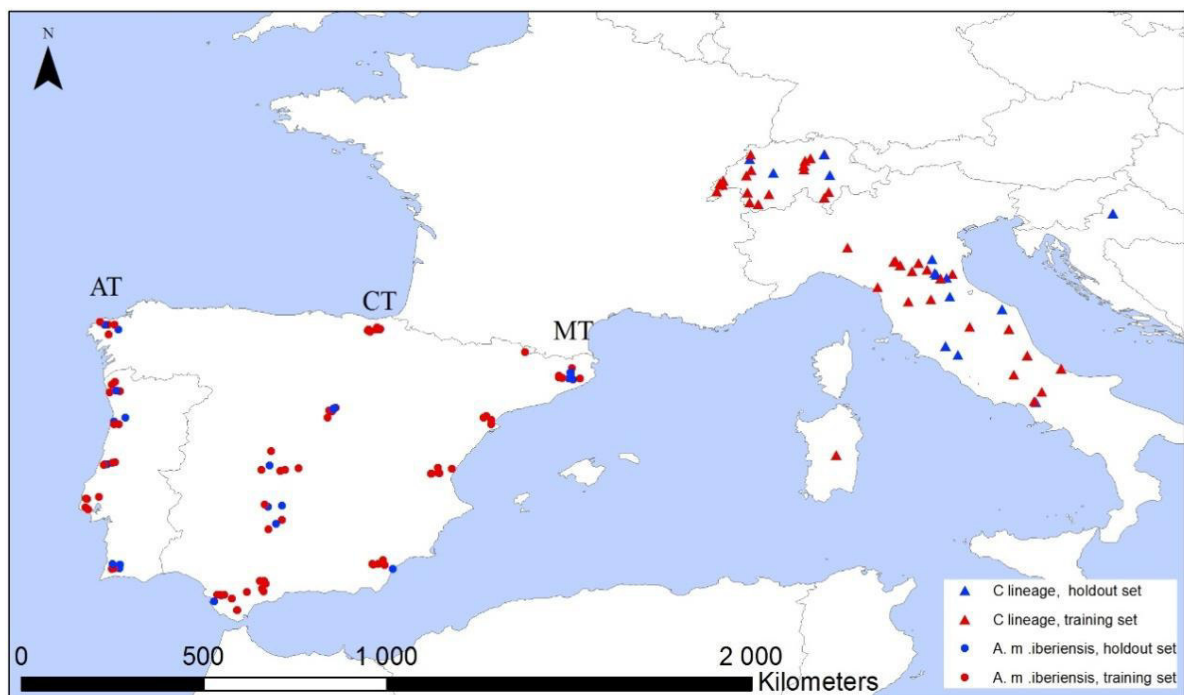 N
AT
CT
MT
C lineage, holdout set
C lineage, training set
A. m .iberiensis, holdout set
A. m .iberiensis, training set
0 500 1 000 2 000
Kilometers